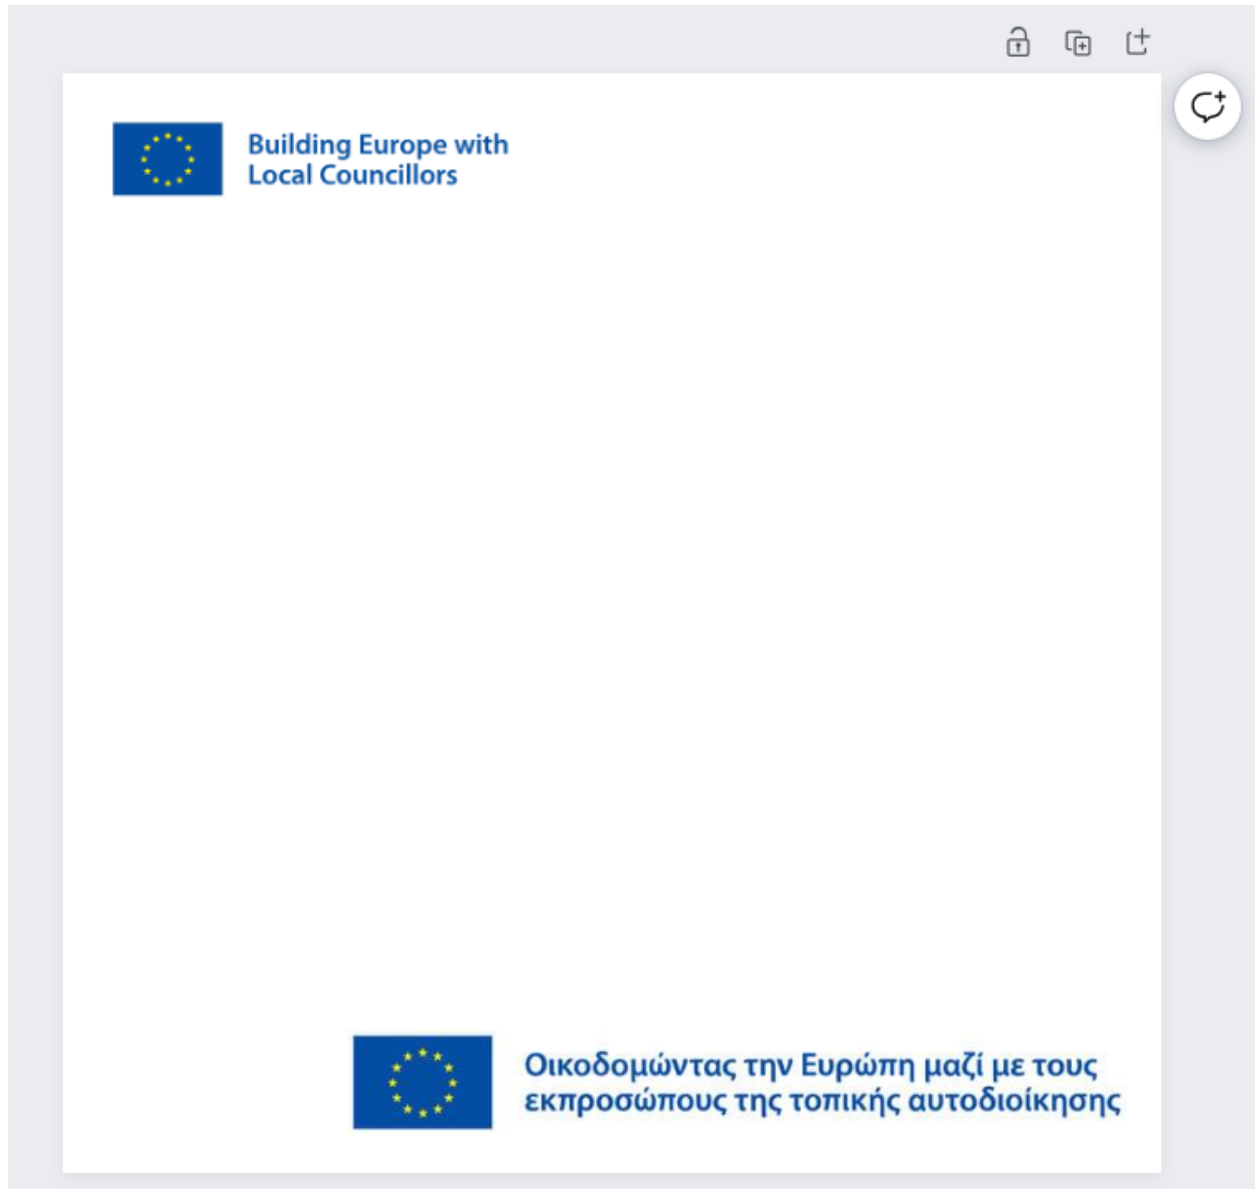 Building Europe with
Local Councillors
Οικοδομώντας την Ευρώπη μαζί με τους
εκπροσώπους της τοπικής αυτοδιοίκησης